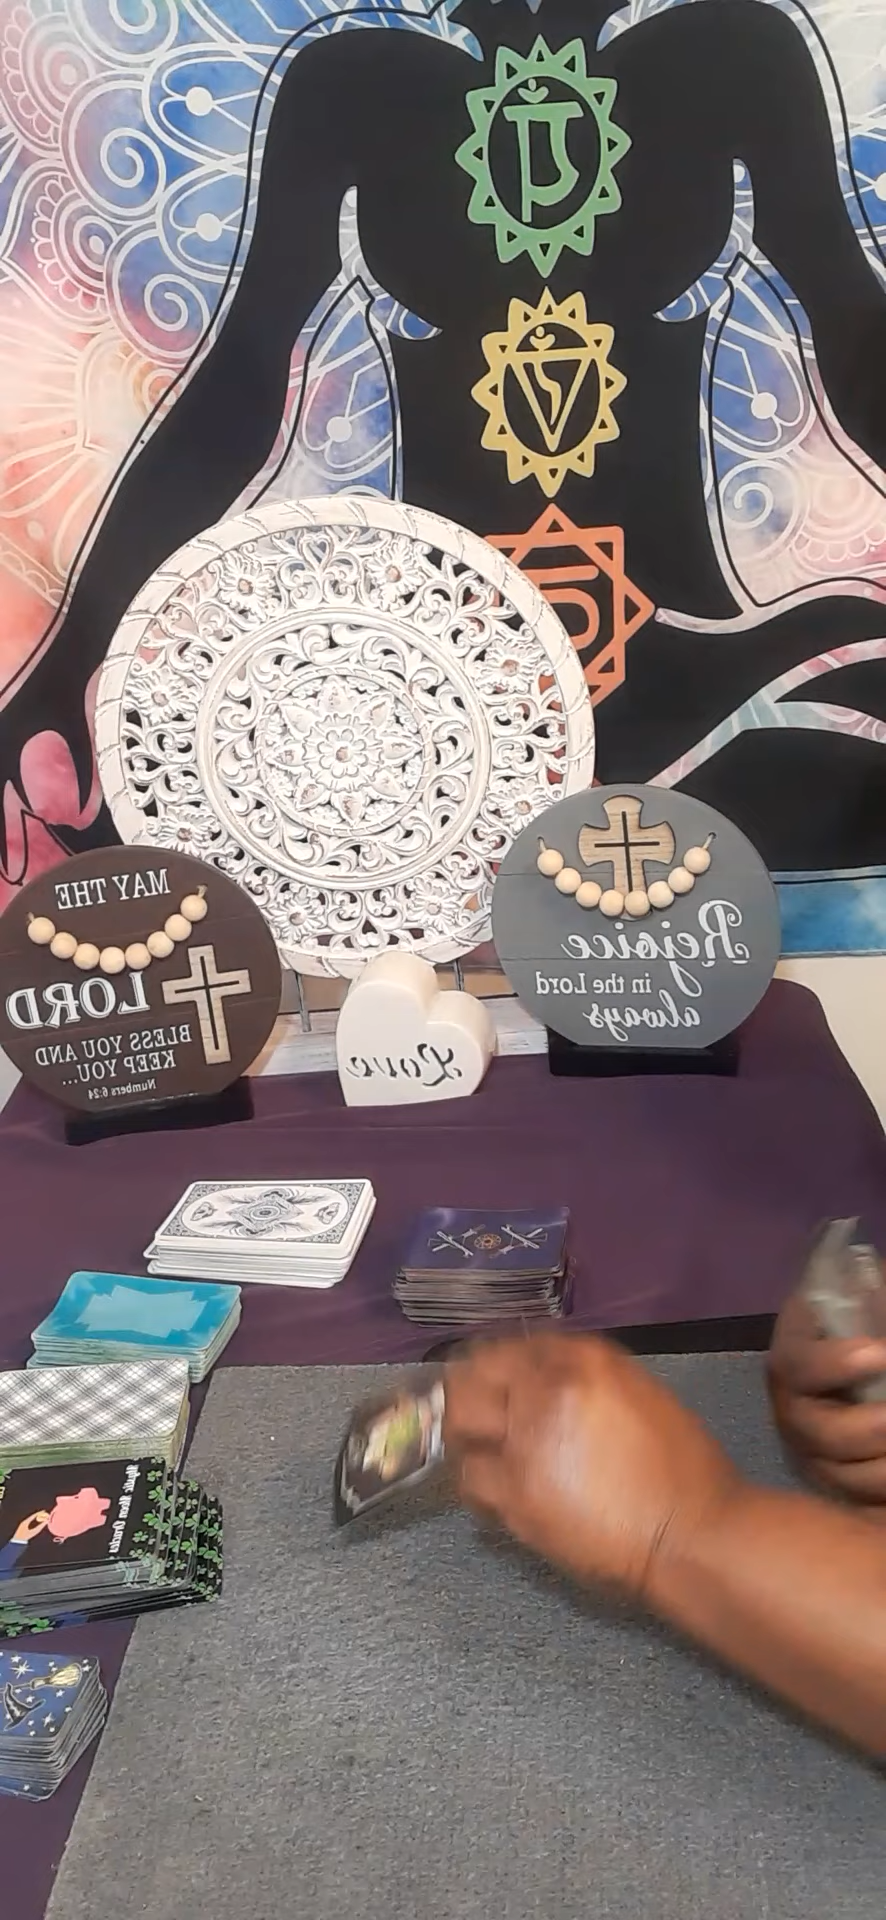 MAY THE
LORD
BLESS YOU AND
KEEP YOU...
Numbers 6:24
Rejoice
in the Lord
always
Love